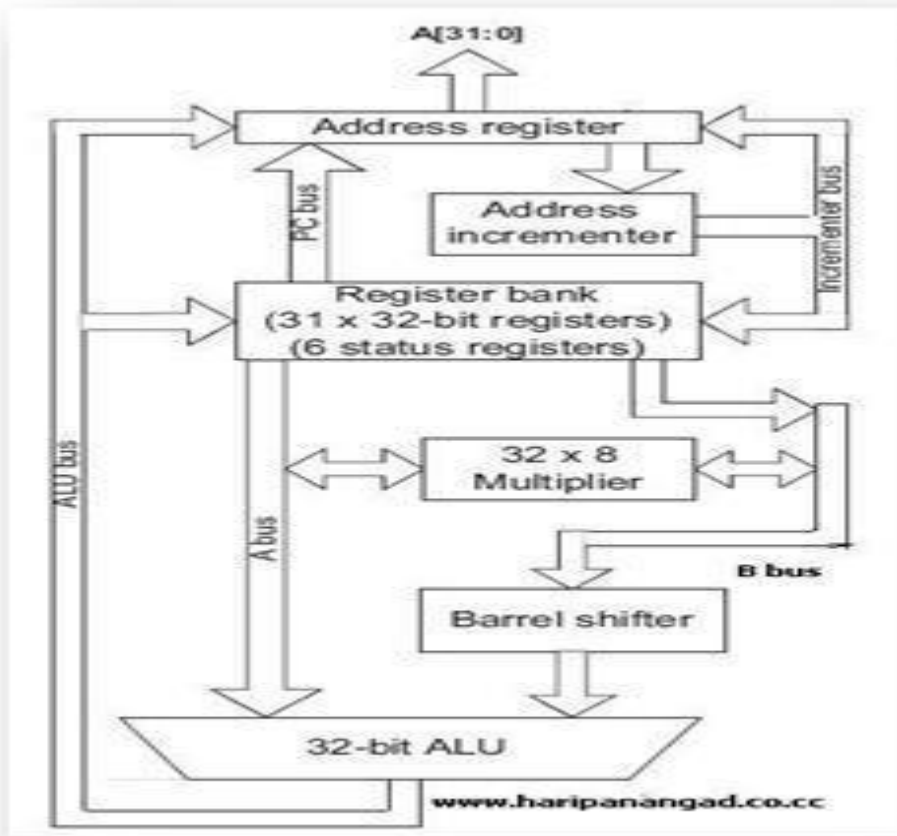 A[31:0]
Address register
PC bus
Address
incrementer
Incrementer bus
Register bank
(31 x 32-bit registers)
(6 status registers)
ALU bus
A bus
32 x 8
Multiplier
B bus
Barrel shifter
32-bit ALU
www.haripanangad.co.cc